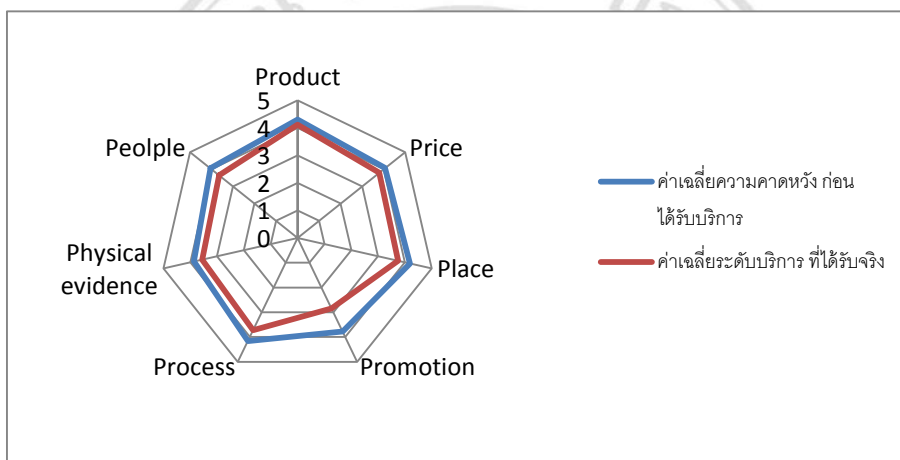 Product
5
4
3
2
1
0
Price
Place
Promotion
Process
Physical
evidence
Peolple
ค่าเฉลี่ยความคาดหวัง ก่อน
ได้รับบริการ
ค่าเฉลี่ยระดับบริการ ที่ได้รับจริง